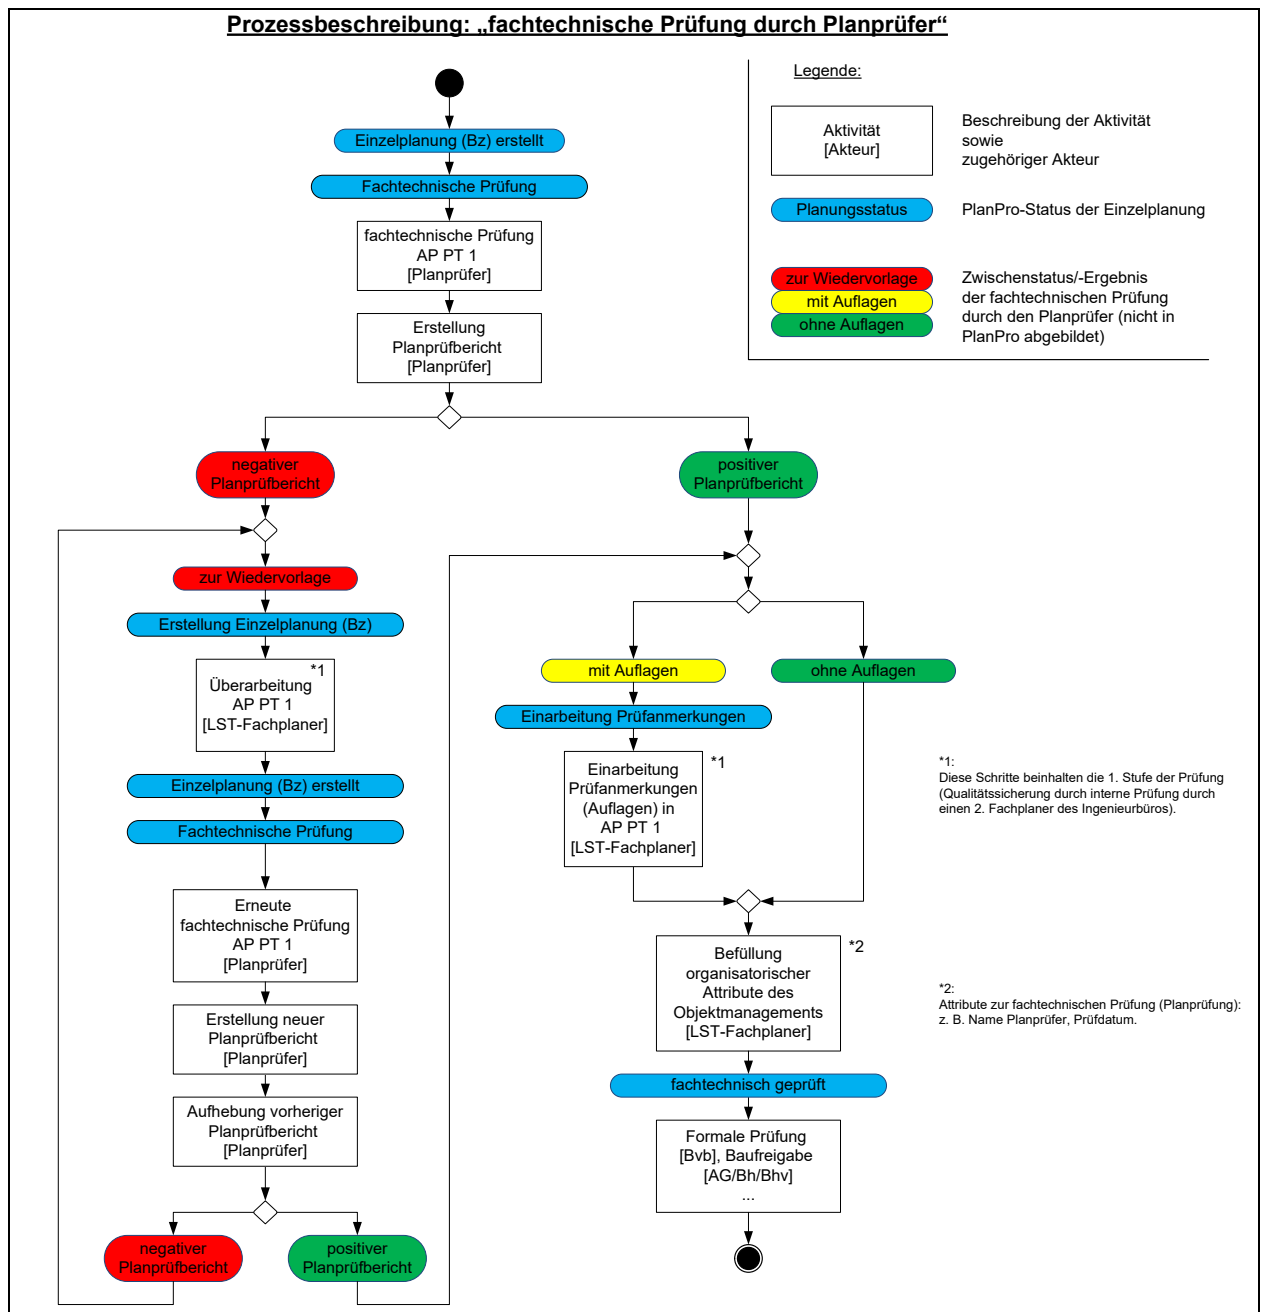 Prozessbeschreibung: „fachtechnische Prüfung durch Planprüfer“
Legende:
Aktivität
[Akteur]
Beschreibung der Aktivität
sowie
zugehöriger Akteur
Planungsstatus
PlanPro-Status der Einzelplanung
zur Wiedervorlage
mit Auflagen
ohne Auflagen
Zwischenstatus/-Ergebnis
der fachtechnischen Prüfung
durch den Planprüfer (nicht in
PlanPro abgebildet)
Einzelplanung (Bz) erstellt
Fachtechnische Prüfung
fachtechnische Prüfung
AP PT 1
[Planprüfer]
Erstellung
Planprüfbericht
[Planprüfer]
negativer
Planprüfbericht
zur Wiedervorlage
Erstellung Einzelplanung (Bz)
*1
Überarbeitung
AP PT 1
[LST-Fachplaner]
Einzelplanung (Bz) erstellt
Fachtechnische Prüfung
Erneute
fachtechnische Prüfung
AP PT 1
[Planprüfer]
Erstellung neuer
Planprüfbericht
[Planprüfer]
Aufhebung vorheriger
Planprüfbericht
[Planprüfer]
negativer
Planprüfbericht
positiver
Planprüfbericht
positiver
Planprüfbericht
mit Auflagen
ohne Auflagen
Einarbeitung Prüfanmerkungen
Einarbeitung
Prüfanmerkungen
(Auflagen) in
AP PT 1
[LST-Fachplaner]
*1
*1:
Diese Schritte beinhalten die 1. Stufe der Prüfung
(Qualitätssicherung durch interne Prüfung durch
einen 2. Fachplaner des Ingenieurbüros).
Befüllung
organisatorischer
Attribute des
Objektmanagements
[LST-Fachplaner]
*2
*2:
Attribute zur fachtechnischen Prüfung (Planprüfung):
z. B. Name Planprüfer, Prüfdatum.
fachtechnisch geprüft
Formale Prüfung
[Bvb], Baufreigabe
[AG/Bh/Bhv]
...